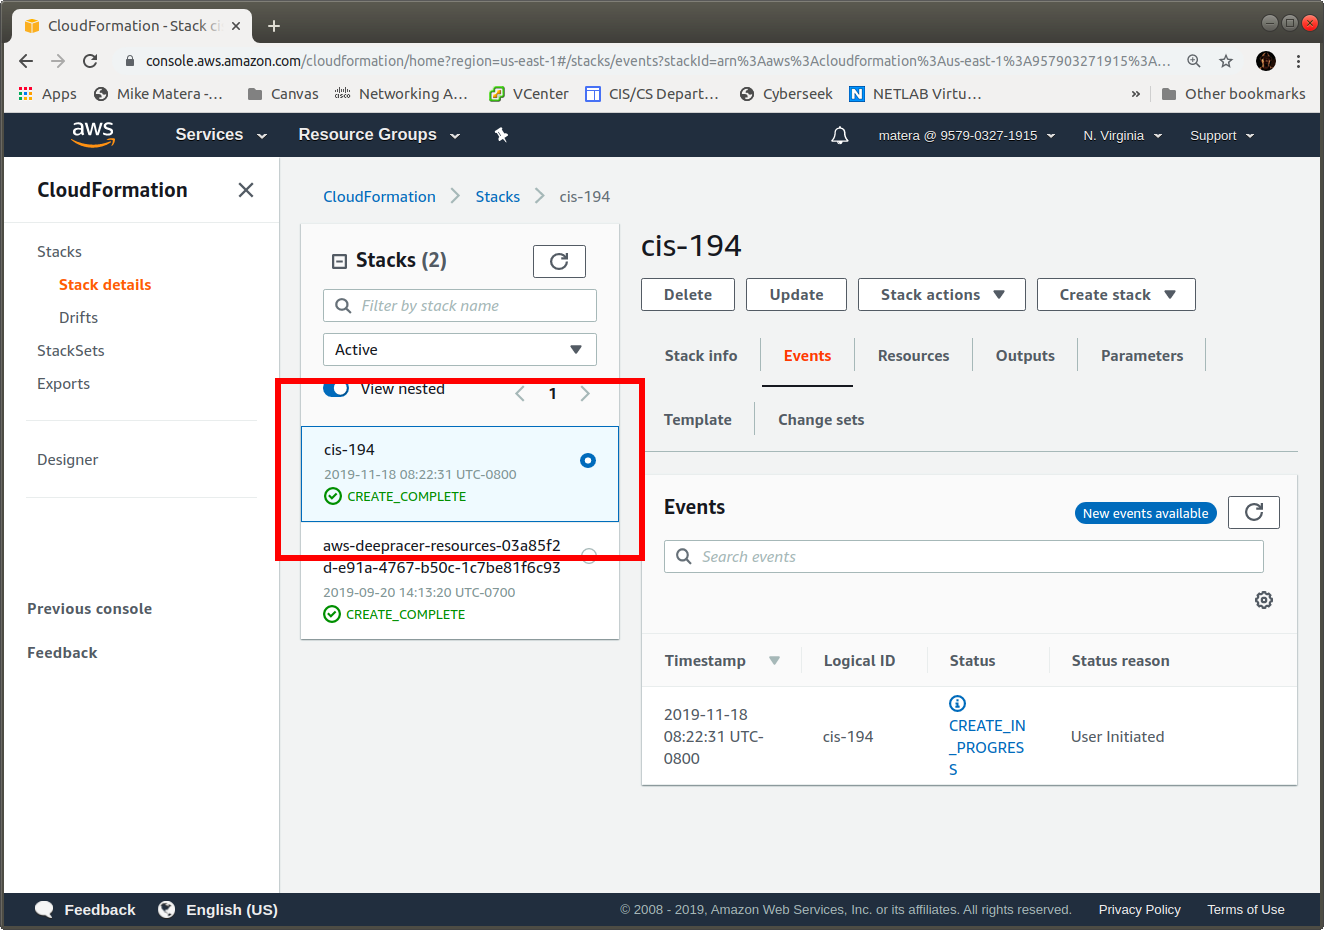 CloudFormation - Stack ci
console.aws.amazon.com/cloudformation/home?region=us-east-1#/stacks/events?stackId=arn%3Aaws%3Acloudformation%3Aus-east-1%3A957903271915%3A...
Apps Mike Matera -... Canvas Networking A... VCenter CIS/CS Depart... Cyberseek NETLAB Virtu... » Other bookmarks
aws Services Resource Groups matera @ 9579-0327-1915 N. Virginia Support
CloudFormation
Stacks
Stack details
Drifts
StackSets
Exports
Designer
Previous console
Feedback
CloudFormation Stacks cis-194
Stacks (2)
Filter by stack name
Active
View nested 1
cis-194
2019-11-18 08:22:31 UTC-0800
CREATE_COMPLETE
aws-deepracer-resources-03a85f2
d-e91a-4767-b50c-1c7be81f6c93
2019-09-20 14:13:20 UTC-0700
CREATE_COMPLETE
cis-194
Delete Update Stack actions Create stack
Stack info Events Resources Outputs Parameters
Template Change sets
Events New events available
Search events
Timestamp Logical ID Status Status reason
2019-11-18
08:22:31 UTC-
0800
cis-194
CREATE_IN
_PROGRES
S
User Initiated
Feedback English (US) © 2008 - 2019, Amazon Web Services, Inc. or its affiliates. All rights reserved. Privacy Policy Terms of Use